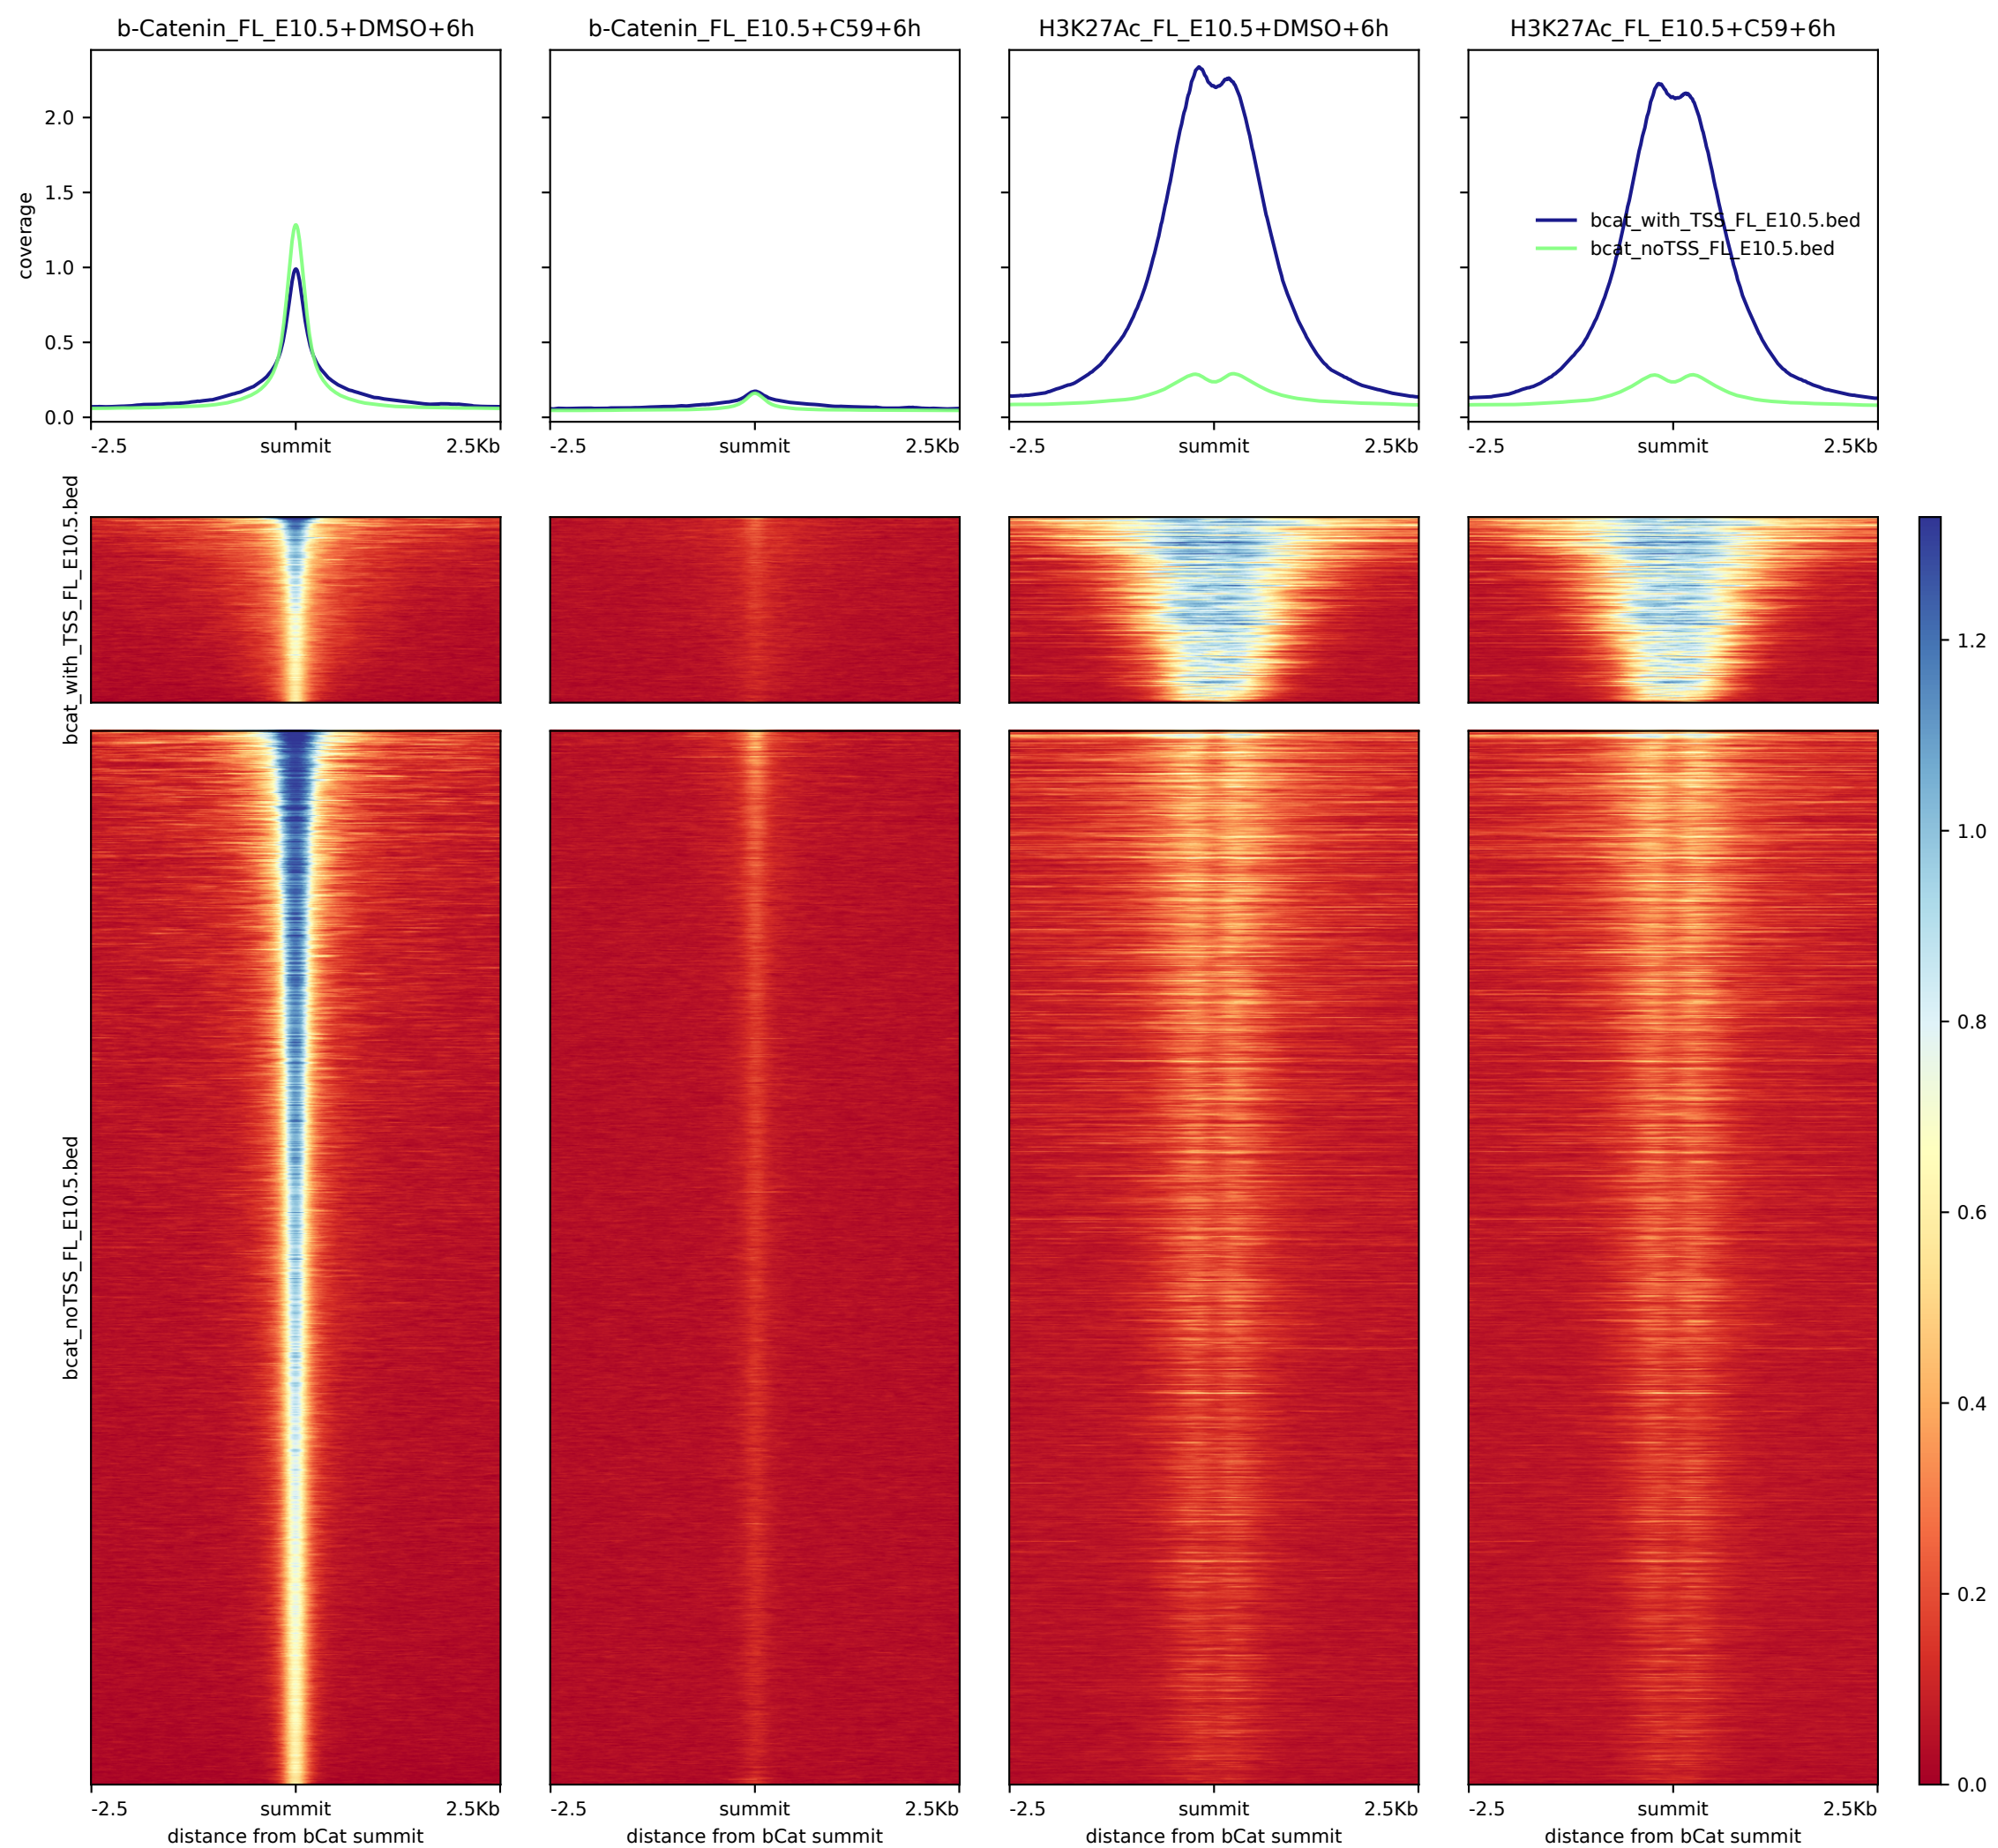 b-Catenin_FL_E10.5+DMSO+6h
b-Catenin_FL_E10.5+C59+6h
H3K27Ac_FL_E10.5+DMSO+6h
H3K27Ac_FL_E10.5+C59+6h
coverage
2.0
1.5
1.0
0.5
0.0
bcat_with_TSS_FL_E10.5.bed
bcat_noTSS_FL_E10.5.bed
-2.5 summit 2.5Kb
-2.5 summit 2.5Kb
-2.5 summit 2.5Kb
-2.5 summit 2.5Kb
bcat_with_TSS_FL_E10.5.bed
bcat_noTSS_FL_E10.5.bed
1.2
1.0
0.8
0.6
0.4
0.2
0.0
-2.5 summit 2.5Kb
distance from bCat summit
-2.5 summit 2.5Kb
distance from bCat summit
-2.5 summit 2.5Kb
distance from bCat summit
-2.5 summit 2.5Kb
distance from bCat summit